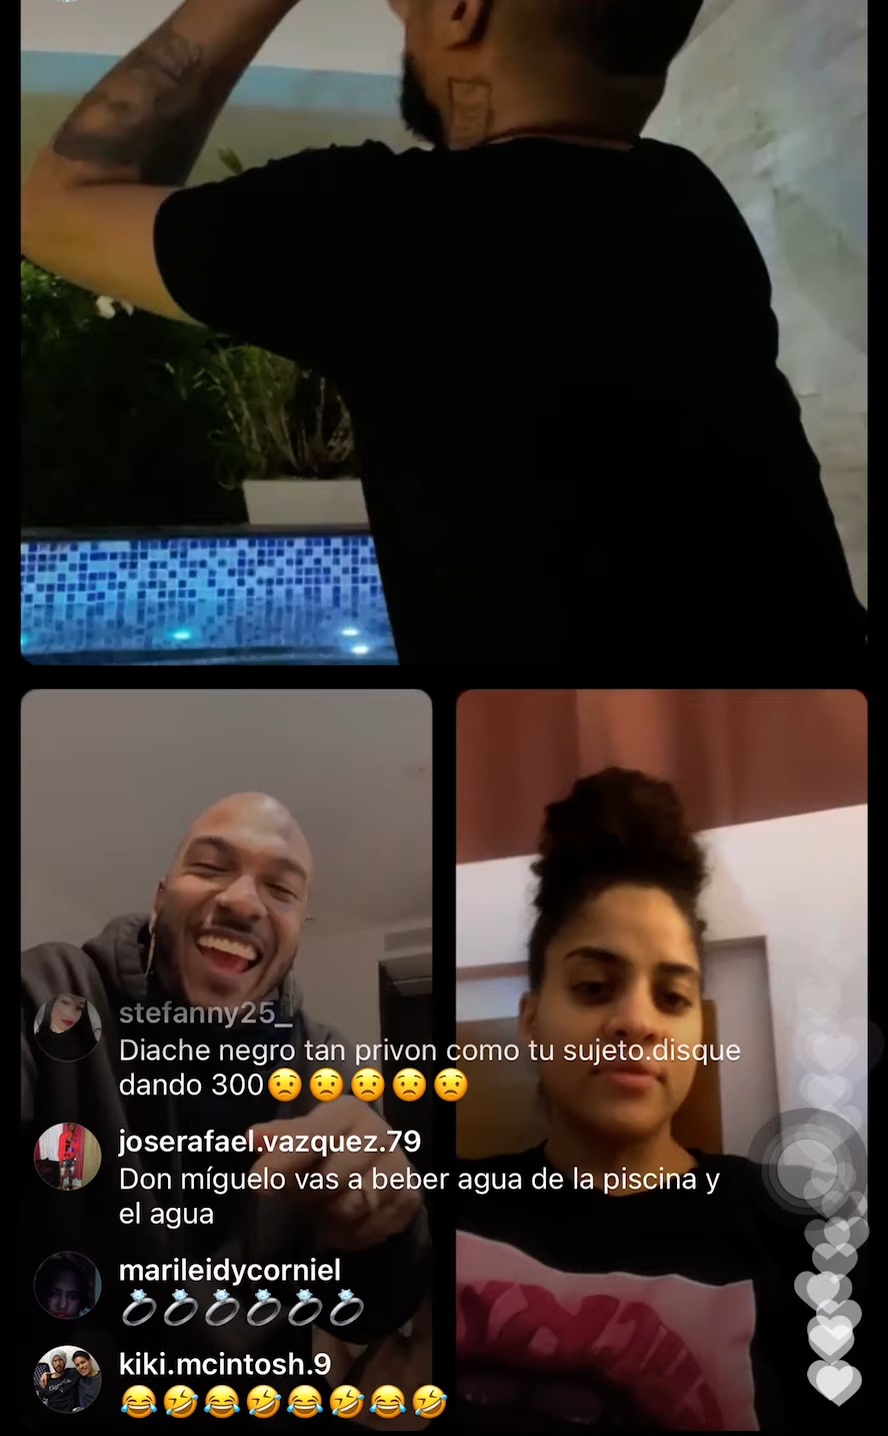 stefanny25_
Diache negro tan privon como tu sujeto.disque
dando 300😟😟😟😟😟
joserafael.vazquez.79
Don míguelo vas a beber agua de la piscina y
el agua
marileidycorniel
💍💍💍💍💍💍
kiki.mcintosh.9
😂🤣😂🤣😂🤣😂🤣